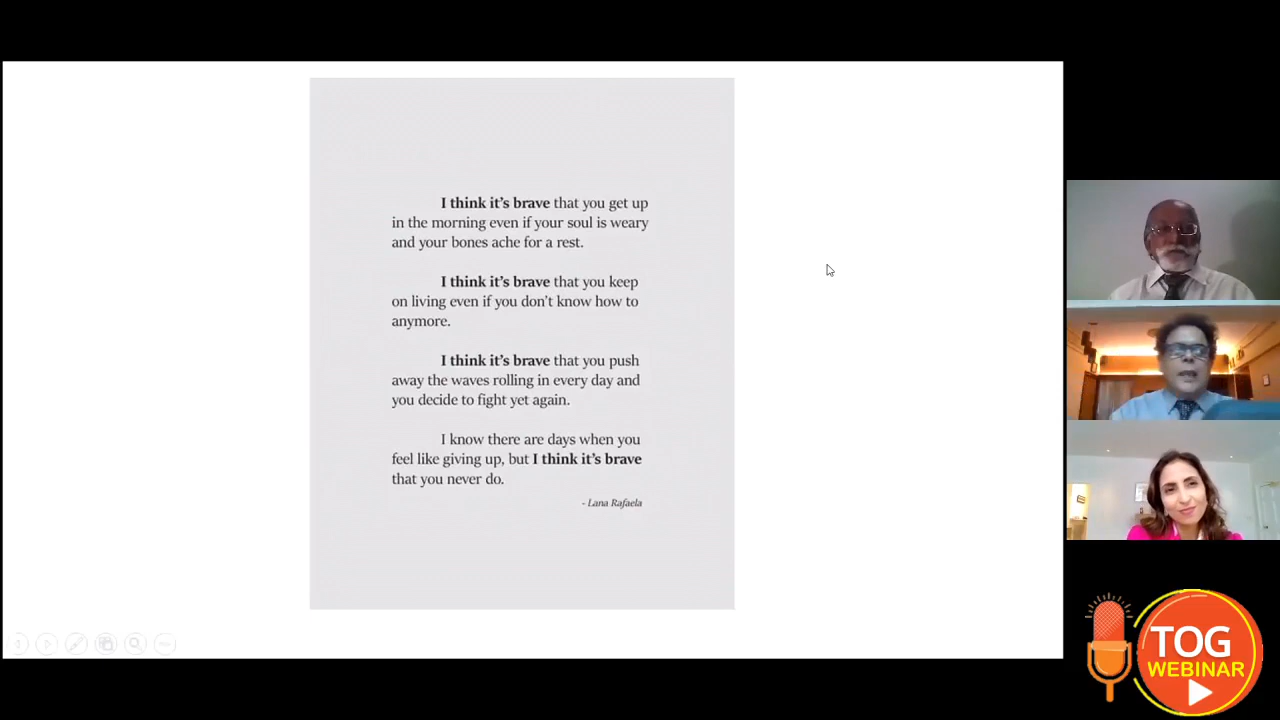 I think it's brave that you get up
in the morning even if your soul is weary
and your bones ache for a rest.
I think it's brave that you keep
on living even if you don't know how to
anymore.
I think it's brave that you push
away the waves rolling in every day and
you decide to fight yet again.
I know there are days when you
feel like giving up, but I think it's brave
that you never do.
- Lana Rafaela
TOG
WEBINAR